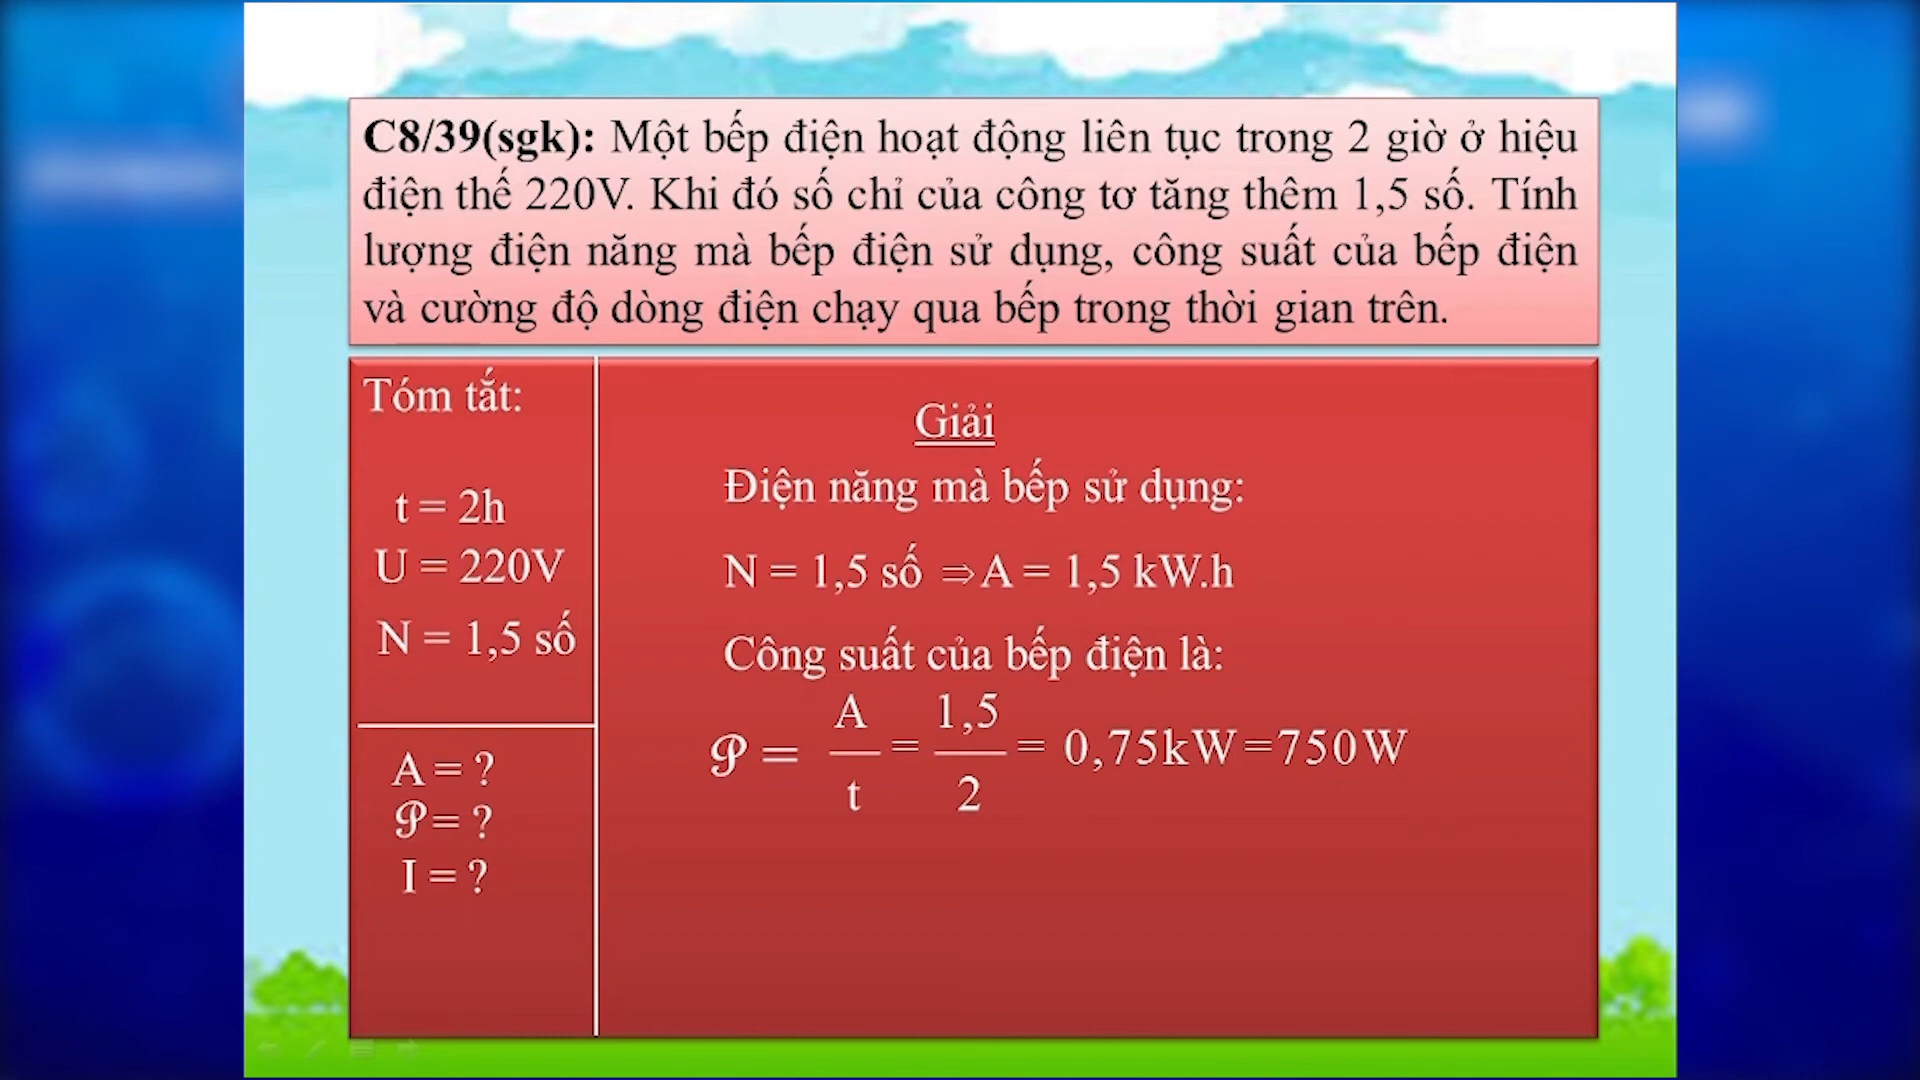 C8/39(sgk): Một bếp điện hoạt động liên tục trong 2 giờ ở hiệu
điện thế 220V. Khi đó số chỉ của công tơ tăng thêm 1,5 số. Tính
lượng điện năng mà bếp điện sử dụng, công suất của bếp điện
và cường độ dòng điện chạy qua bếp trong thời gian trên.
Tóm tắt:
t = 2h
U = 220V
N = 1,5 số
A = ?
𝒫 = ?
I = ?
Giải
Điện năng mà bếp sử dụng:
N = 1,5 số ⇒ A = 1,5 kW.h
Công suất của bếp điện là:
𝒫 = A/t = 1,5/2 = 0,75kW=750W